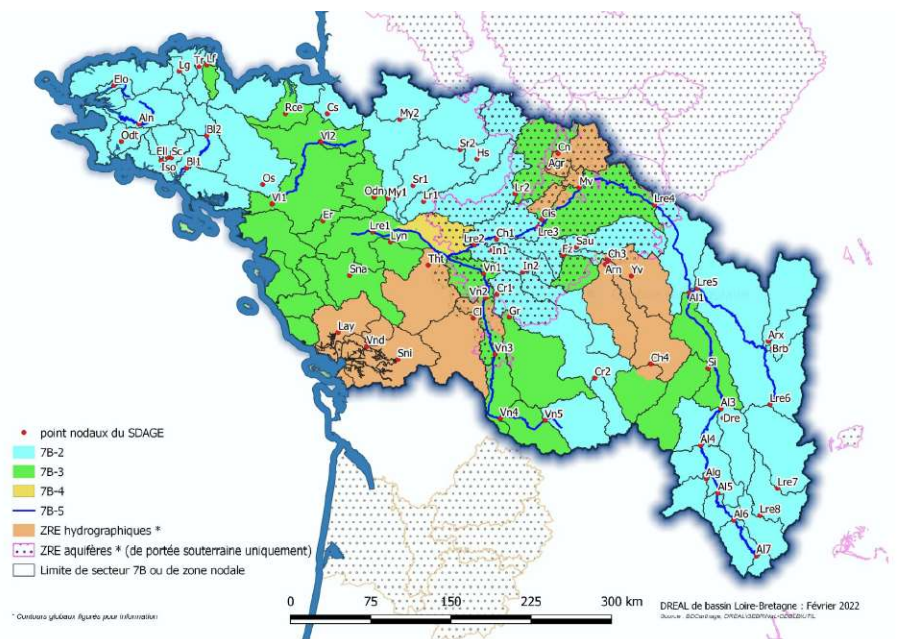 Elo
Lg
Tr
Lf
Rce
Cs
My2
Aln
Odt
Bl2
Ell
Sc
Iso
Bl1
Os
Vl2
Vl1
Sr2
Hs
Cn
Agr
Mv
Odn
My1
Sr1
Lr1
Lr2
Cis
Lre3
Lre4
Er
Lre1
Lyn
Lre2
Ch1
In1
Fz
Sau
Ch3
Arn
Yv
Sna
Tht
Vn1
In2
Lre5
Al1
Vn2
Cr1
Cl
Gr
Lay
Vnd
Sni
Vn3
Ch4
Cr2
Si
Arx
Brb
Lre6
Al3
Dre
Vn4
Vn5
Al4
Alg
Al5
Lre7
Al6
Lre8
Al7
point nodaux du SDAGE
7B-2
7B-3
7B-4
7B-5
ZRE hydrographiques *
ZRE aquifères * (de portée souterraine uniquement)
Limite de secteur 7B ou de zone nodale
* Contours globaux figurés pour information
0 75 150 225 300 km
DREAL de bassin Loire-Bretagne : Février 2022